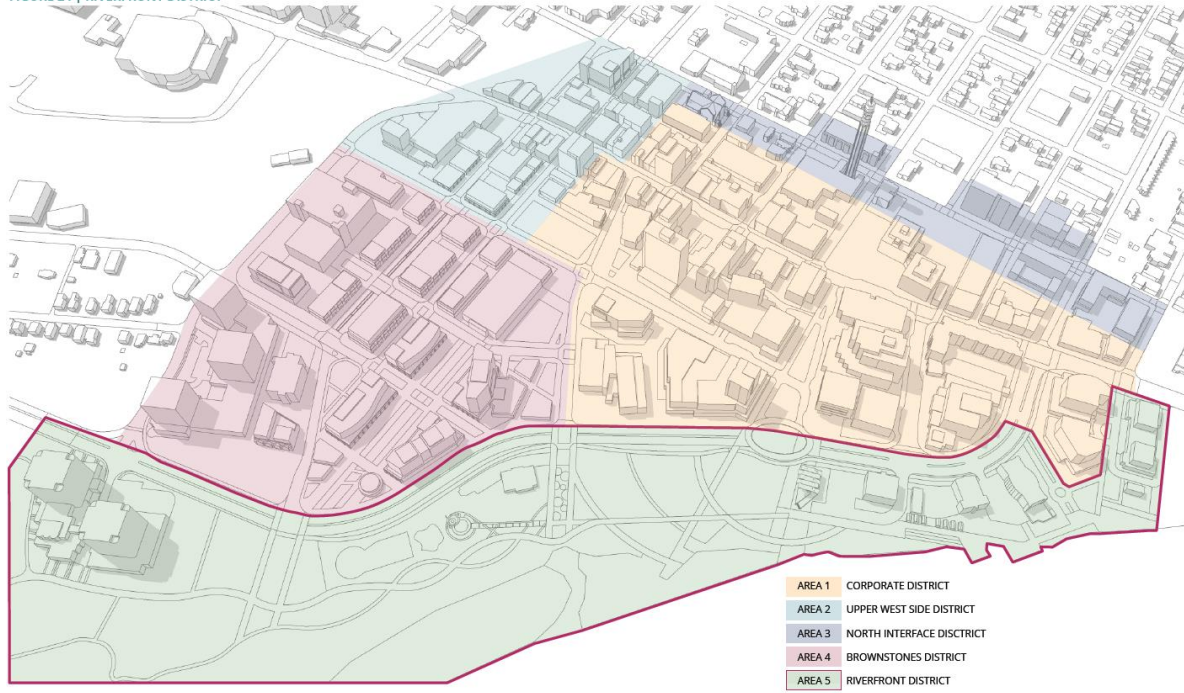 AREA 1 CORPORATE DISTRICT
AREA 2 UPPER WEST SIDE DISTRICT
AREA 3 NORTH INTERFACE DISCTRICT
AREA 4 BROWNSTONES DISTRICT
AREA 5 RIVERFRONT DISTRICT